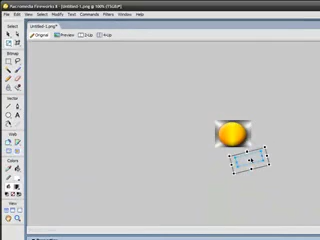 Macromedia Fireworks 8 - [Untitled-1.png @ 100% (TSG&P)]
File Edit View Select Modify Text Commands Filters Window Help
Select
Untitled-1.png*
Original Preview 2-Up 4-Up
Bitmap
Vector
Web
Colors
View